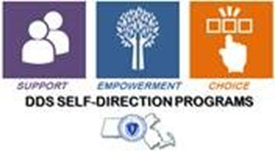 SUPPORT EMPOWERMENT CHOICE
DDS SELF-DIRECTION PROGRAMS